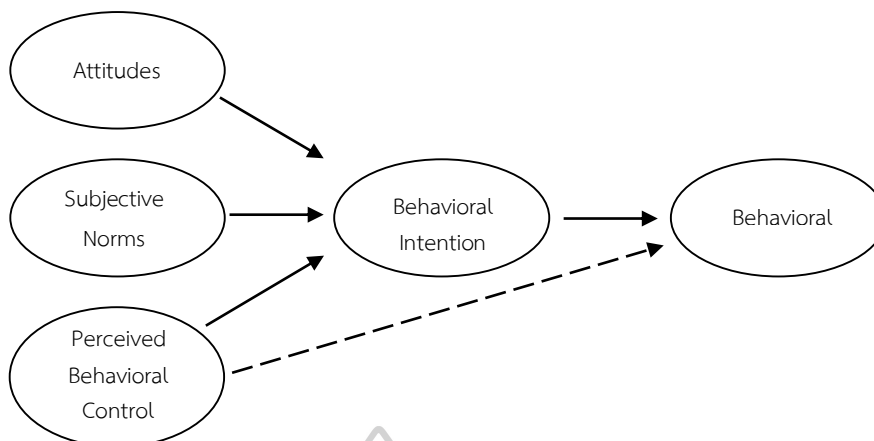 Attitudes
Subjective
Norms
Perceived
Behavioral
Control
Behavioral
Intention
Behavioral